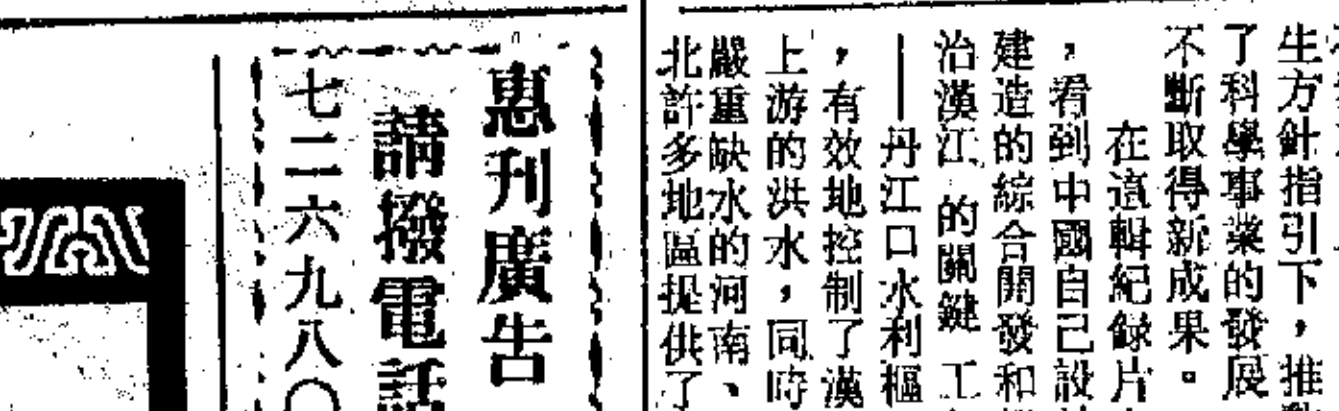 生方針指引下，推
了科學事業的發展
不斷取得新成果。
在這輯紀錄片
，看到中國自己設
建造的綜合開發和
治漢江的關鍵工
——丹江口水利樞
，有效地控制了漢
上游的洪水，同時
嚴重缺水的河南、
北許多地區提供了
惠刊廣告
請撥電話
七二六九八〇